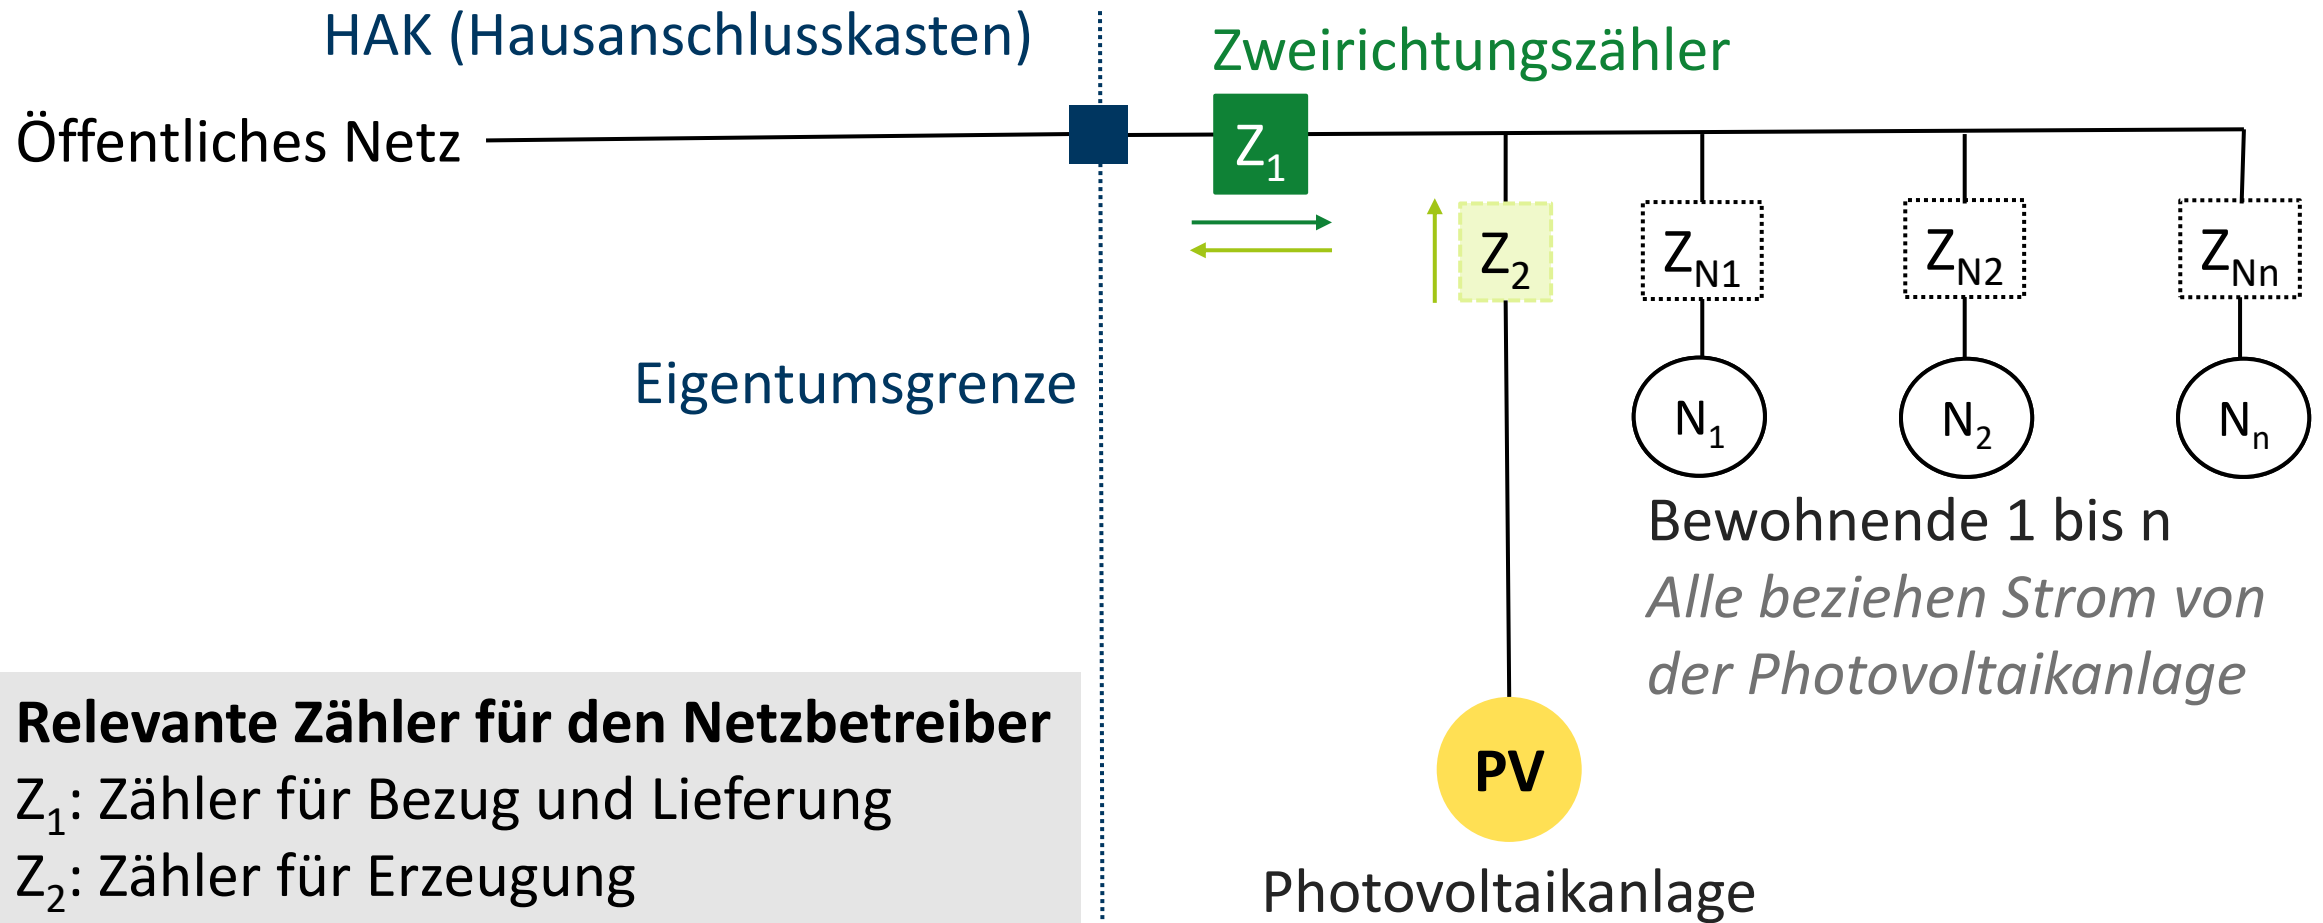 HAK (Hausanschlusskasten)
Zweirichtungszähler
Öffentliches Netz
Z1
Z2
ZN1
ZN2
ZNn
Eigentumsgrenze
N1
N2
Nn
Bewohnende 1 bis n
Alle beziehen Strom von
der Photovoltaikanlage
Relevante Zähler für den Netzbetreiber
Z1: Zähler für Bezug und Lieferung
Z2: Zähler für Erzeugung
PV
Photovoltaikanlage